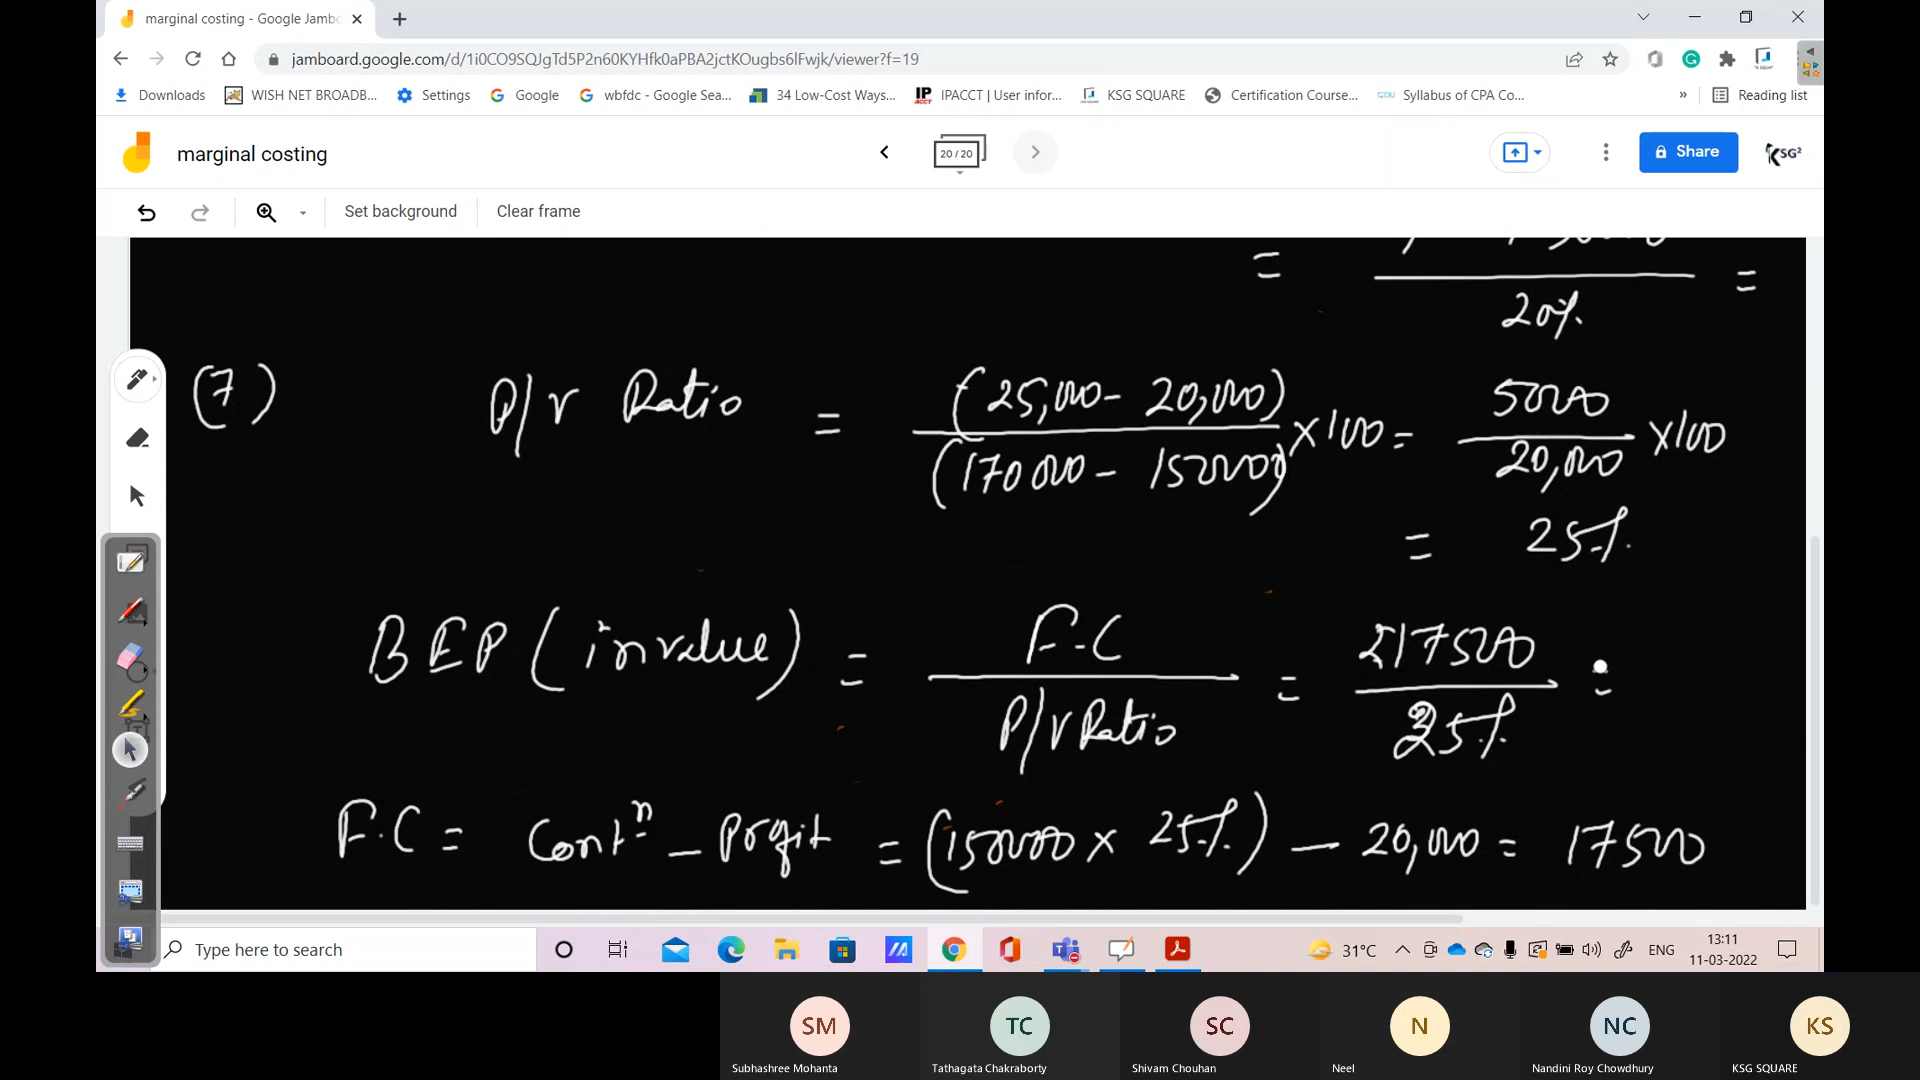 marginal costing - Google Jambo
jamboard.google.com/d/1i0CO9SQJgTd5P2n60KYHfk0aPBA2jctKOugbs6lFwjk/viewer?f=19
Downloads WISH NET BROADB... Settings Google wbfdc - Google Sea... 34 Low-Cost Ways... IPACCT | User infor... KSG SQUARE Certification Course... Syllabus of CPA Co... » Reading list
marginal costing 20 / 20 Share KSG²
Set background Clear frame
= =
20%
(7) P/V Ratio = (25,000 - 20,000) ×100 = 5000 ×100
(170000 - 150000) 20,000
= 25%
BEP (in value) = F.C = 17500 =
P/V Ratio 25%
F.C = Contⁿ - Profit = (150000 × 25%) - 20,000 = 17500
Type here to search 31°C ENG 13:11
11-03-2022
SM TC SC N NC KS
Subhashree Mohanta Tathagata Chakraborty Shivam Chouhan Neel Nandini Roy Chowdhury KSG SQUARE